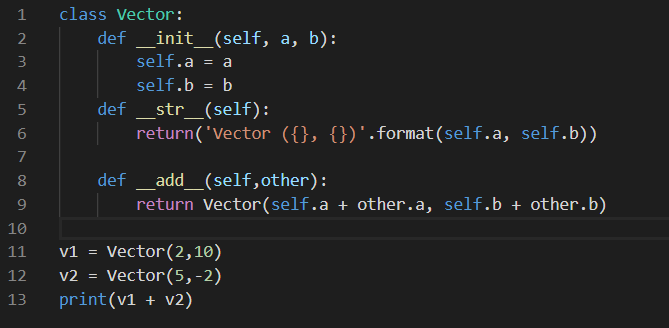 1 class Vector:
2     def __init__(self, a, b):
3         self.a = a
4         self.b = b
5     def __str__(self):
6         return('Vector ({}, {})'.format(self.a, self.b))
7
8     def __add__(self,other):
9         return Vector(self.a + other.a, self.b + other.b)
10
11 v1 = Vector(2,10)
12 v2 = Vector(5,-2)
13 print(v1 + v2)